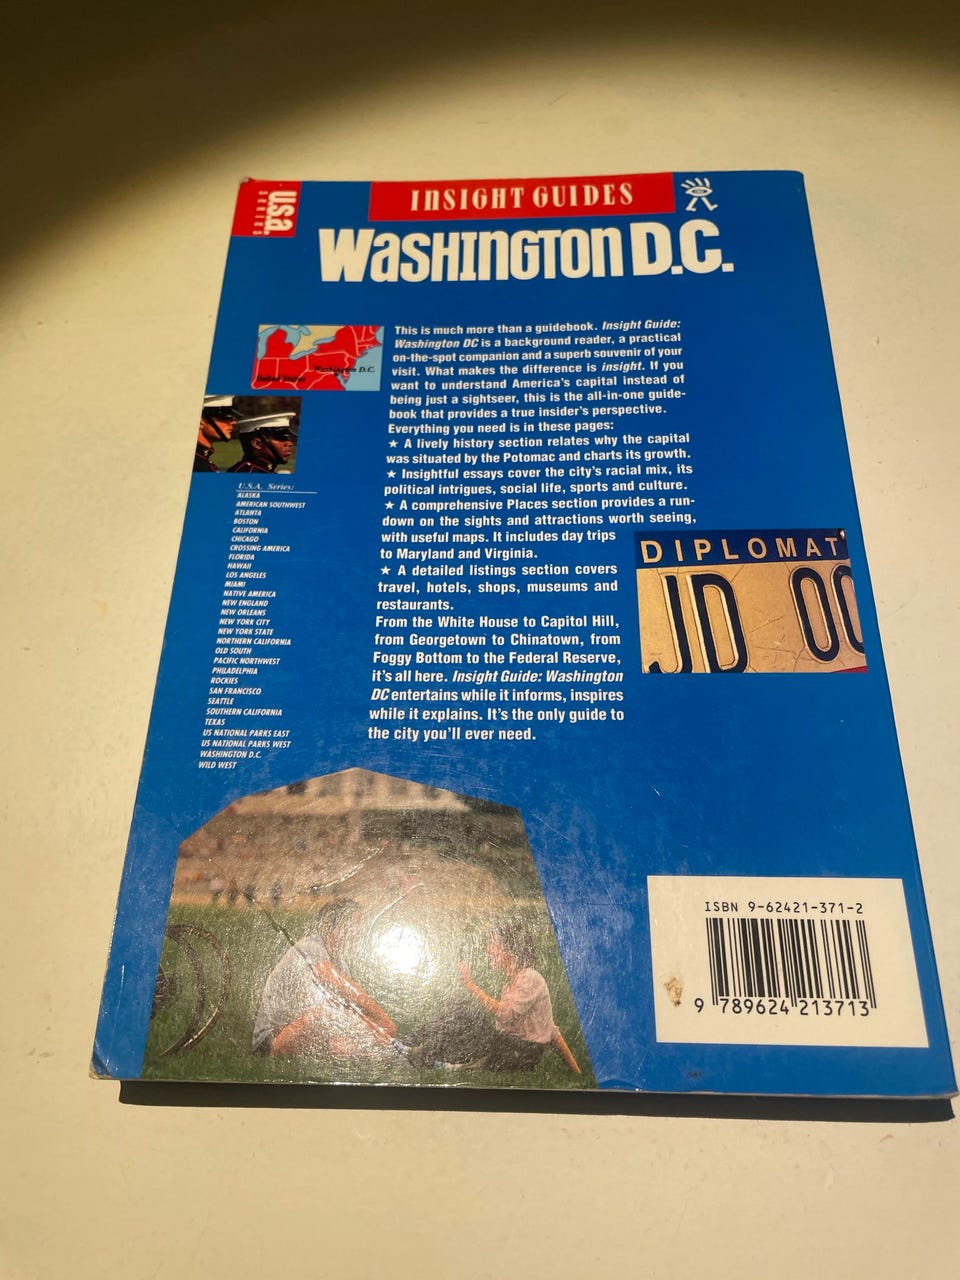 U.S.A.
SERIES
INSIGHT GUIDES
WASHINGTON D.C.
This is much more than a guidebook. Insight Guide:
Washington DC is a background reader, a practical
on-the-spot companion and a superb souvenir of your
visit. What makes the difference is insight. If you
want to understand America's capital instead of
being just a sightseer, this is the all-in-one guide-
book that provides a true insider's perspective.
Everything you need is in these pages:
★ A lively history section relates why the capital
was situated by the Potomac and charts its growth.
★ Insightful essays cover the city's racial mix, its
political intrigues, social life, sports and culture.
★ A comprehensive Places section provides a run-
down on the sights and attractions worth seeing,
with useful maps. It includes day trips
to Maryland and Virginia.
★ A detailed listings section covers
travel, hotels, shops, museums and
restaurants.
From the White House to Capitol Hill,
from Georgetown to Chinatown, from
Foggy Bottom to the Federal Reserve,
it's all here. Insight Guide: Washington
DC entertains while it informs, inspires
while it explains. It's the only guide to
the city you'll ever need.
Washington D.C.
United States
U.S.A. Series:
ALASKA
AMERICAN SOUTHWEST
ATLANTA
BOSTON
CALIFORNIA
CHICAGO
CROSSING AMERICA
FLORIDA
HAWAII
LOS ANGELES
MIAMI
NATIVE AMERICA
NEW ENGLAND
NEW ORLEANS
NEW YORK CITY
NEW YORK STATE
NORTHERN CALIFORNIA
OLD SOUTH
PACIFIC NORTHWEST
PHILADELPHIA
ROCKIES
SAN FRANCISCO
SEATTLE
SOUTHERN CALIFORNIA
TEXAS
US NATIONAL PARKS EAST
US NATIONAL PARKS WEST
WASHINGTON D.C.
WILD WEST
DIPLOMAT
JD 00
ISBN 9-62421-371-2
9 789624 213713